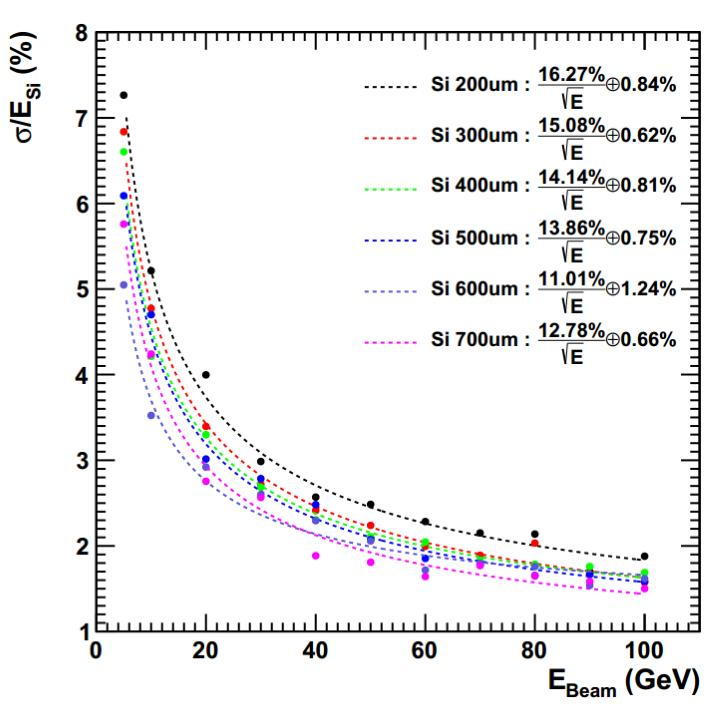 σ/E_Si (%)
8
7
6
5
4
3
2
1
Si 200um : 16.27%/√E ⊕0.84%
Si 300um : 15.08%/√E ⊕0.62%
Si 400um : 14.14%/√E ⊕0.81%
Si 500um : 13.86%/√E ⊕0.75%
Si 600um : 11.01%/√E ⊕1.24%
Si 700um : 12.78%/√E ⊕0.66%
0 20 40 60 80 100
E_Beam (GeV)